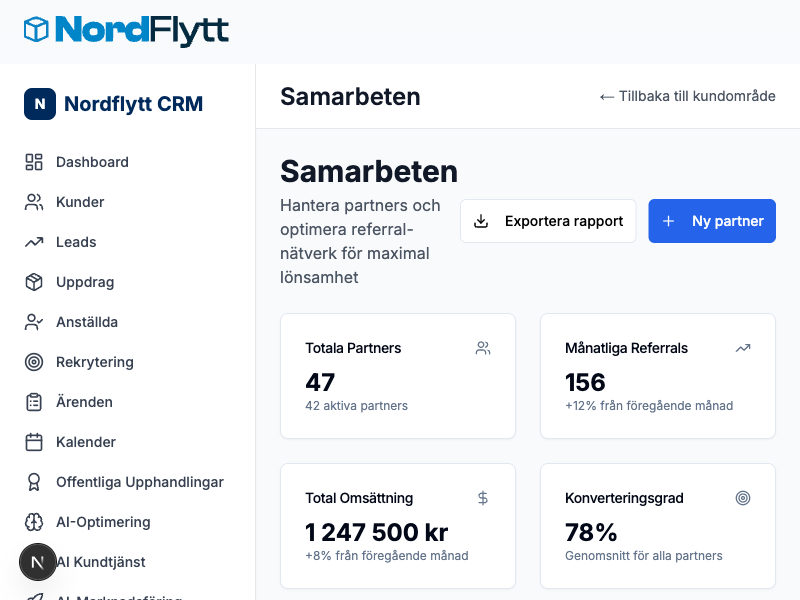 NordFlytt
N Nordflytt CRM
Dashboard
Kunder
Leads
Uppdrag
Anställda
Rekrytering
Ärenden
Kalender
Offentliga Upphandlingar
AI-Optimering
N AI Kundtjänst
AI-Marknadsföring
Samarbeten
← Tillbaka till kundområde
Samarbeten
Hantera partners och
optimera referral-
nätverk för maximal
lönsamhet
Exportera rapport
+ Ny partner
Totala Partners
47
42 aktiva partners
Månatliga Referrals
156
+12% från föregående månad
Total Omsättning
$
1 247 500 kr
+8% från föregående månad
Konverteringsgrad
78%
Genomsnitt för alla partners